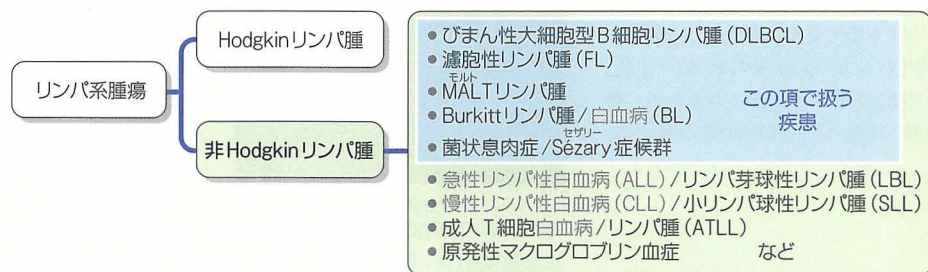 リンパ系腫瘍
Hodgkinリンパ腫
非Hodgkinリンパ腫
● びまん性大細胞型B細胞リンパ腫(DLBCL)
● 濾胞性リンパ腫(FL)
モルト
● MALTリンパ腫
● Burkittリンパ腫/白血病(BL)
セザリー
● 菌状息肉症/Sézary症候群
この項で扱う
疾患
● 急性リンパ性白血病(ALL)/リンパ芽球性リンパ腫(LBL)
● 慢性リンパ性白血病(CLL)/小リンパ球性リンパ腫(SLL)
● 成人T細胞白血病/リンパ腫(ATLL)
● 原発性マクログロブリン血症 など